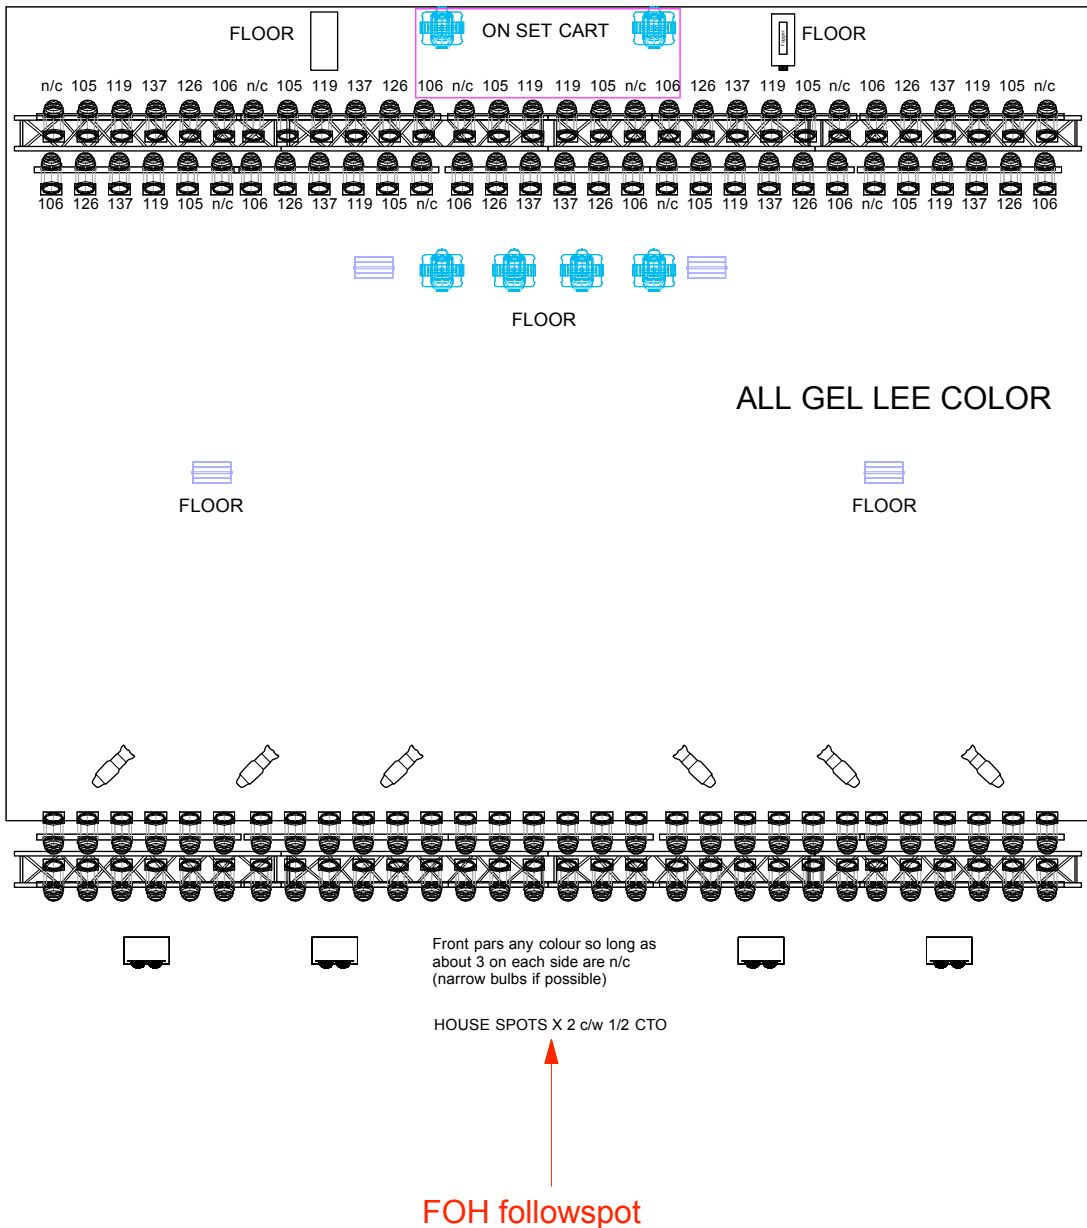 FLOOR
ON SET CART
FLOOR
n/c 105 119 137 126 106 n/c 105 119 137 126 106 n/c 105 119 119 105 n/c 106 126 137 119 105 n/c 106 126 137 119 105 n/c
106 126 137 119 105 n/c 106 126 137 119 105 n/c 106 126 137 137 126 106 n/c 105 119 137 126 106 n/c 105 119 137 126 106
FLOOR
ALL GEL LEE COLOR
FLOOR
FLOOR
Front pars any colour so long as
about 3 on each side are n/c
(narrow bulbs if possible)
HOUSE SPOTS X 2 c/w 1/2 CTO
FOH followspot